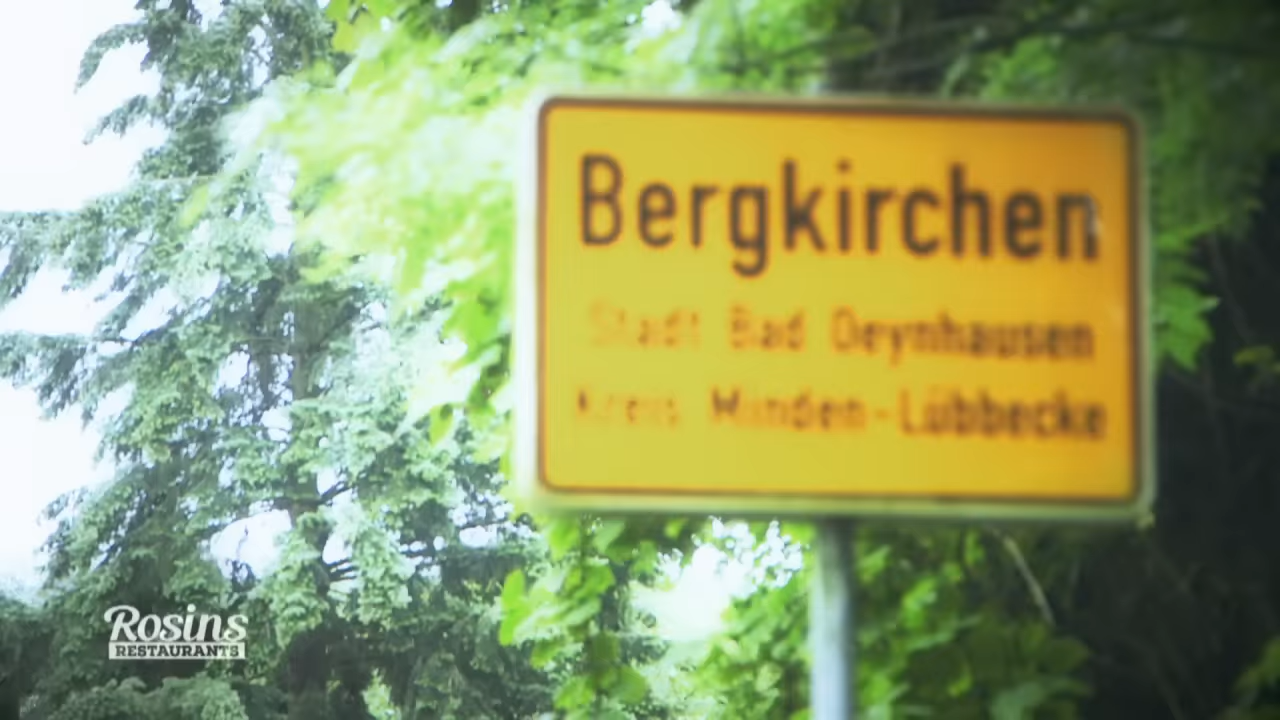 Bergkirchen
Stadt Bad Oeynhausen
Kreis Minden-Lübbecke
Rosins
RESTAURANTS